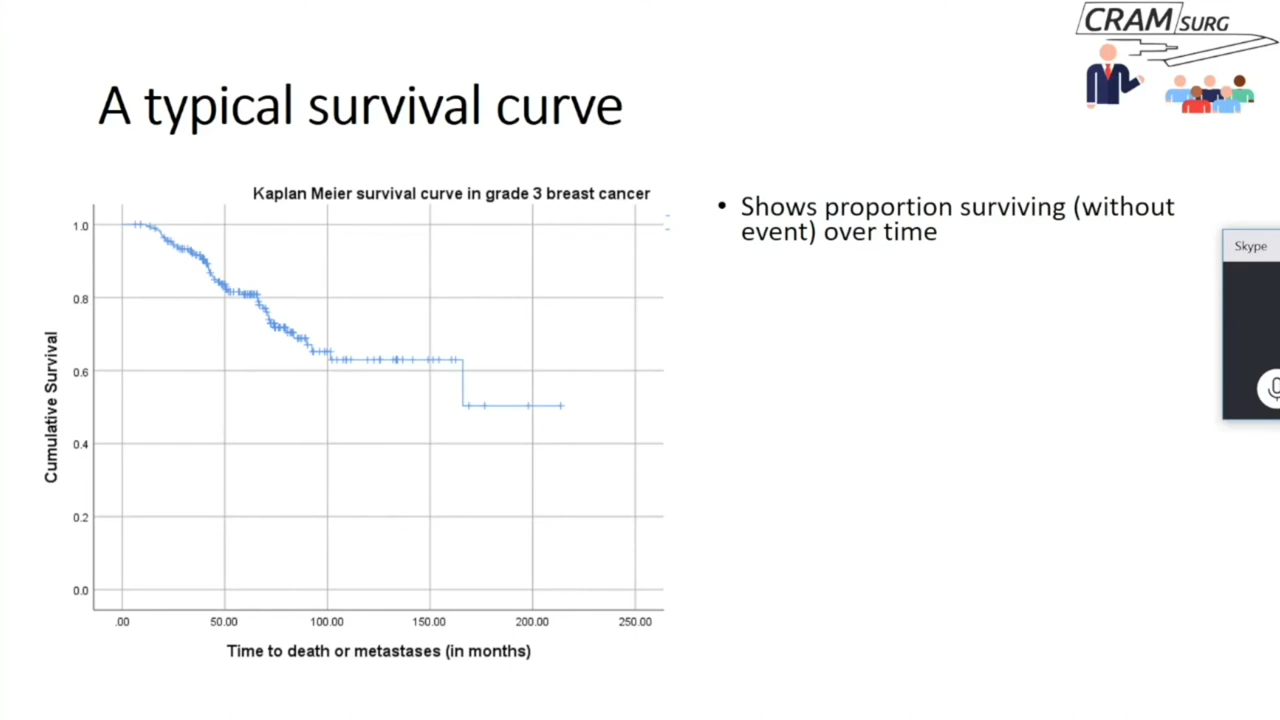 CRAM SURG
A typical survival curve
Kaplan Meier survival curve in grade 3 breast cancer
1.0
0.8
0.6
0.4
0.2
0.0
Cumulative Survival
.00 50.00 100.00 150.00 200.00 250.00
Time to death or metastases (in months)
• Shows proportion surviving (without
event) over time
Skype